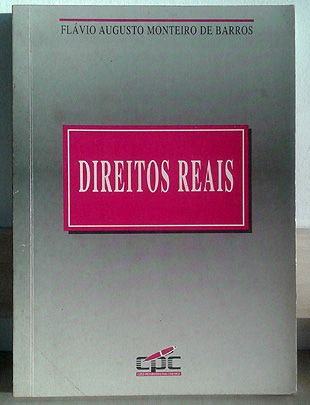 FLÁVIO AUGUSTO MONTEIRO DE BARROS
DIREITOS REAIS
cpc